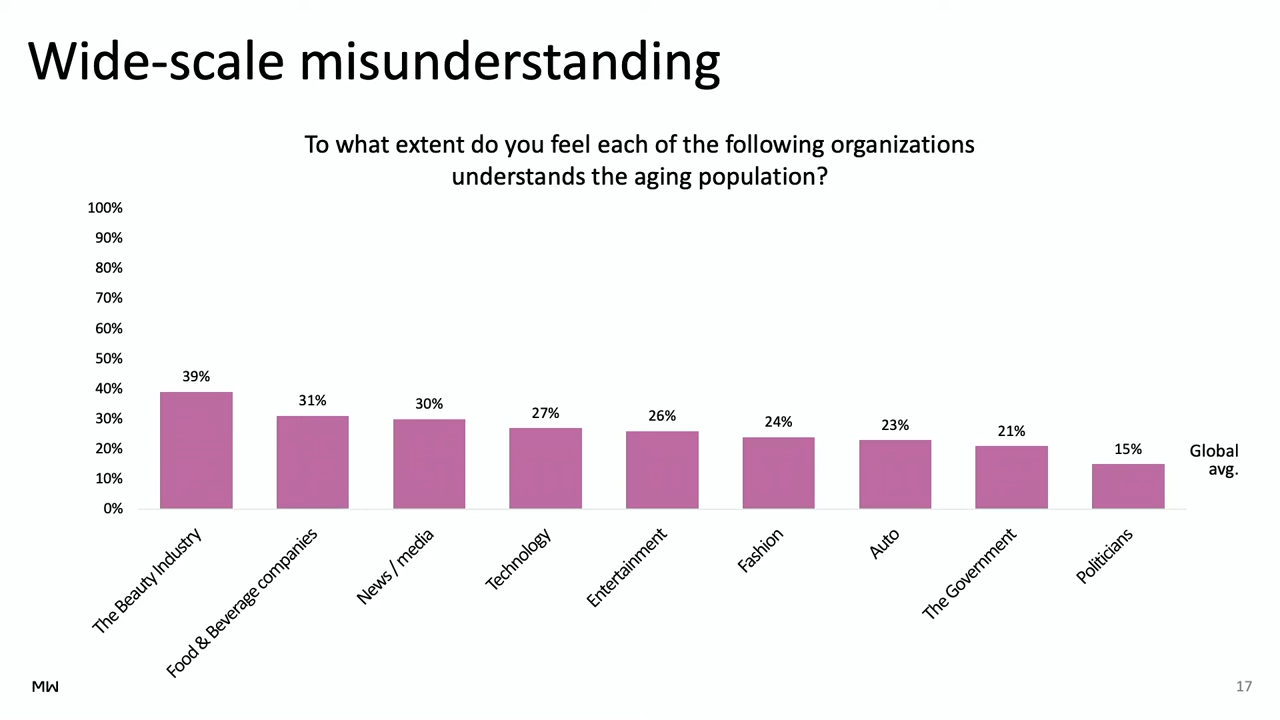 Wide-scale misunderstanding
To what extent do you feel each of the following organizations
understands the aging population?
100%
90%
80%
70%
60%
50%
40%
30%
20%
10%
0%
39%
31%
30%
27%
26%
24%
23%
21%
15%
Global
avg.
The Beauty Industry
Food & Beverage companies
News / media
Technology
Entertainment
Fashion
Auto
The Government
Politicians
MW
17